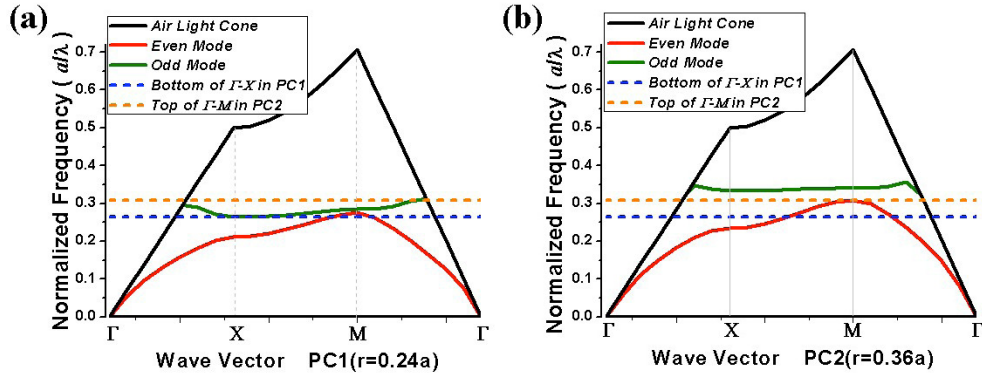 (a)
Air Light Cone
Even Mode
Odd Mode
Bottom of Γ-X in PC1
Top of Γ-M in PC2
Normalized Frequency ( a/λ )
0.7
0.6
0.5
0.4
0.3
0.2
0.1
0.0
Γ X M Γ
Wave Vector PC1(r=0.24a)
(b)
Air Light Cone
Even Mode
Odd Mode
Bottom of Γ-X in PC1
Top of Γ-M in PC2
Normalized Frequency ( a/λ )
0.7
0.6
0.5
0.4
0.3
0.2
0.1
0.0
Γ X M Γ
Wave Vector PC2(r=0.36a)